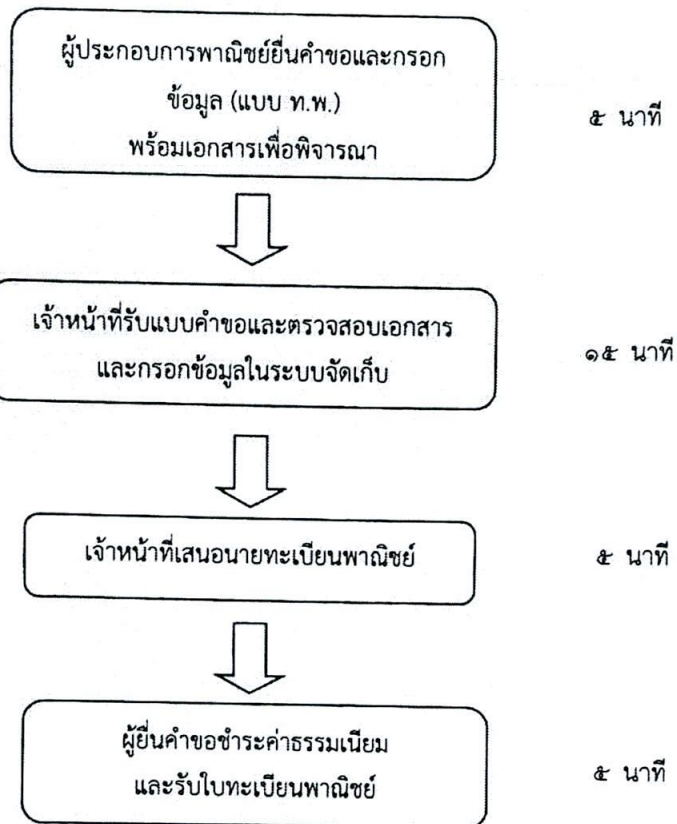 ผู้ประกอบการพาณิชย์ยื่นคำขอและกรอก
ข้อมูล (แบบ ท.พ.)
พร้อมเอกสารเพื่อพิจารณา
๕ นาที
เจ้าหน้าที่รับแบบคำขอและตรวจสอบเอกสาร
และกรอกข้อมูลในระบบจัดเก็บ
๑๕ นาที
เจ้าหน้าที่เสนอนายทะเบียนพาณิชย์
๕ นาที
ผู้ยื่นคำขอชำระค่าธรรมเนียม
และรับใบทะเบียนพาณิชย์
๕ นาที